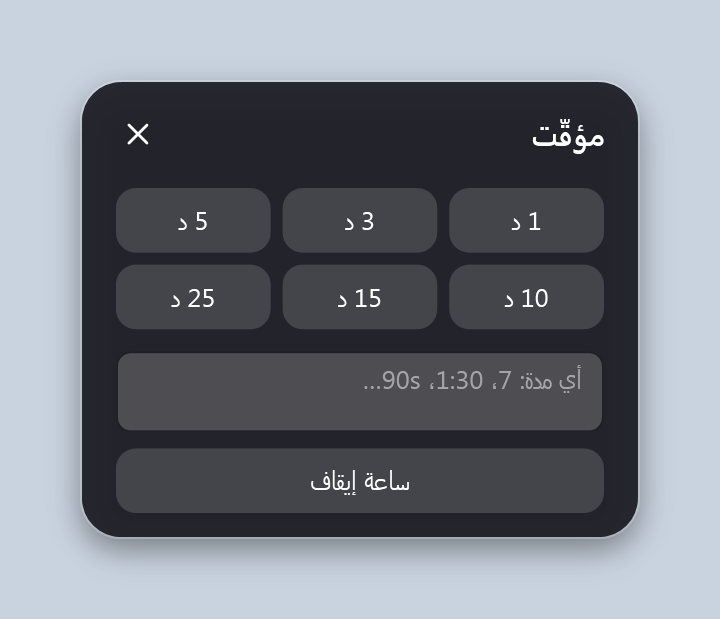 مؤقّت
1 د
3 د
5 د
10 د
15 د
25 د
أي مدة: 7، 1:30، 90s…
ساعة إيقاف